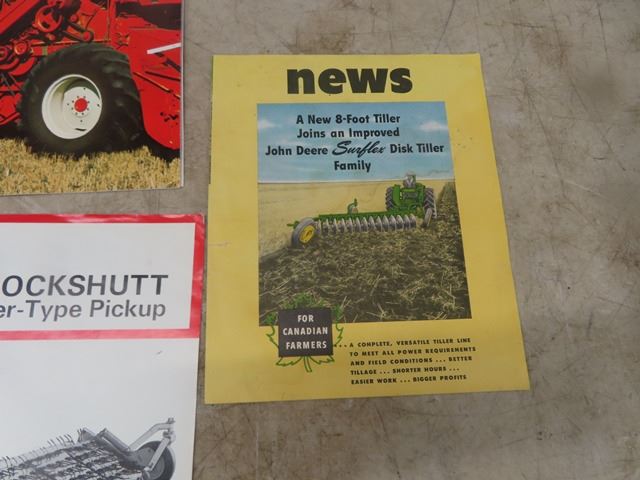 news
A New 8-Foot Tiller
Joins an Improved
John Deere Surflex Disk Tiller
Family
FOR
CANADIAN
FARMERS
... A COMPLETE, VERSATILE TILLER LINE
TO MEET ALL POWER REQUIREMENTS
AND FIELD CONDITIONS ... BETTER
TILLAGE ... SHORTER HOURS ...
EASIER WORK ... BIGGER PROFITS
OCKSHUTT
er-Type Pickup